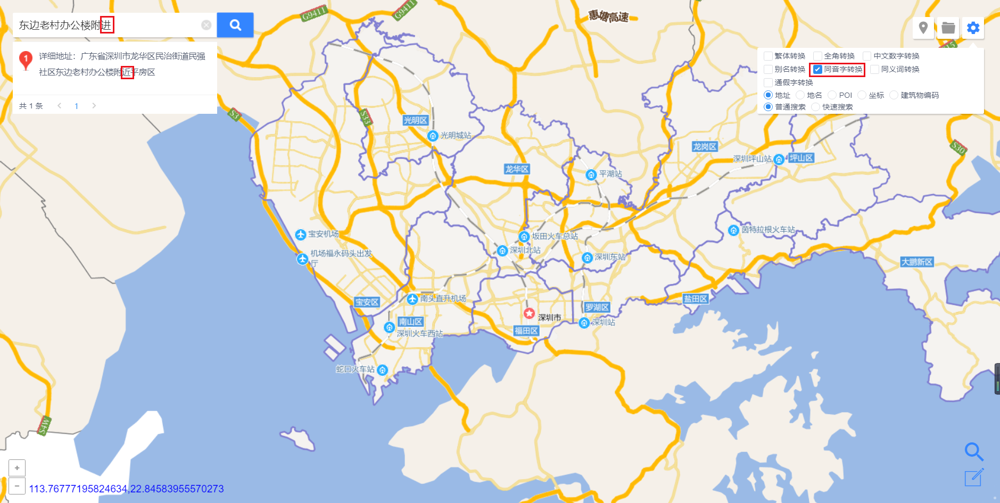 G9411
G9411
惠塘高速
东边老村办公楼附进
1
详细地址：广东省深圳市龙华区民治街道民强
社区东边老村办公楼附近平房区
共 1 条
1
繁体转换
全角转换
中文数字转换
别名转换
同音字转换
同义词转换
通假字转换
地址
地名
POI
坐标
建筑物编码
普通搜索
快速搜索
S3
S33
光明区
光明城站
龙岗区
S30
深圳坪山站
坪山区
龙华区
平湖站
宝安机场
坂田火车总站
茵特拉根火车站
深圳北站
机场福永码头出发
厅
深圳东站
大鹏新区
宝安区
南头直升机场
盐田区
罗湖区
深圳市
南山区
深圳站
福田区
深圳火车西站
蛇口火车站
S4W
+
−
113.76777195824634,22.84583955570273